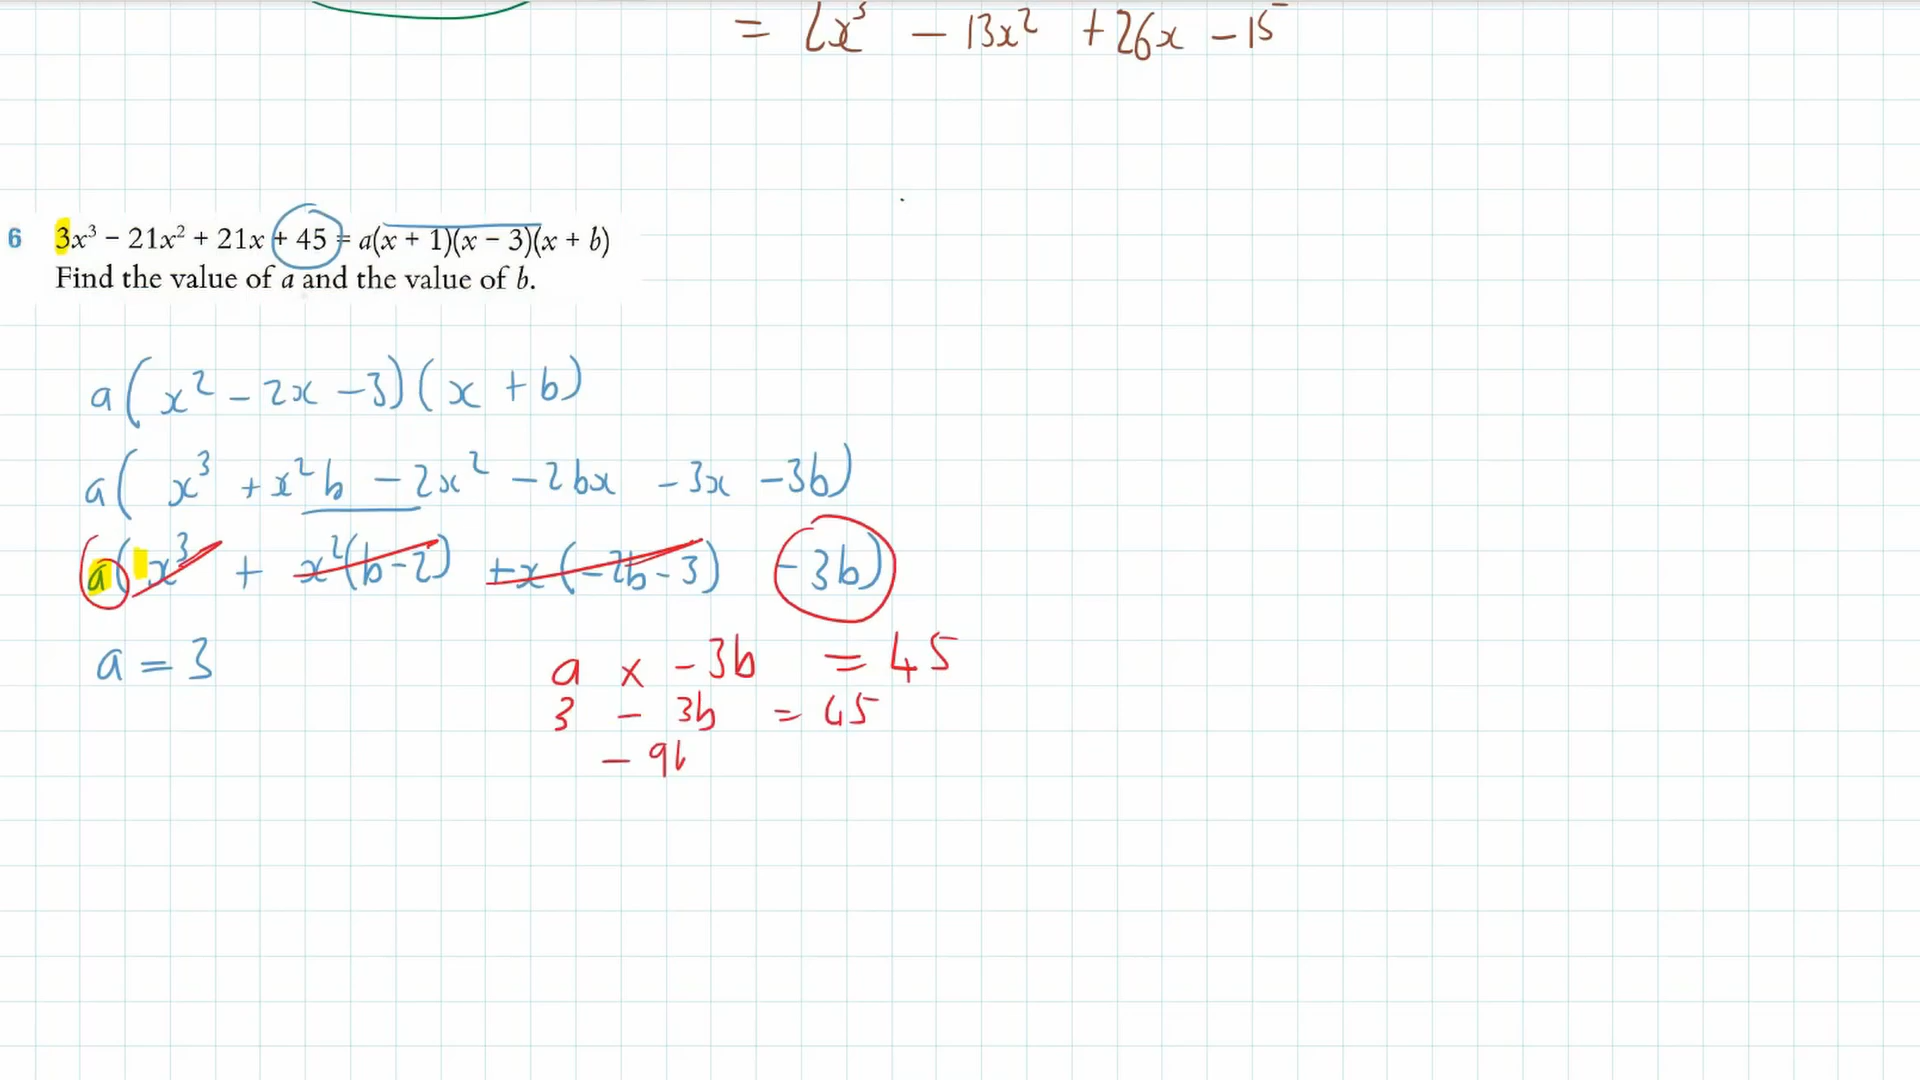 = 2x³ − 13x² + 26x − 15
6 3x³ − 21x² + 21x + 45 = a(x + 1)(x − 3)(x + b)
Find the value of a and the value of b.
a(x² − 2x − 3)(x + b)
a(x³ + x²b − 2x² − 2bx − 3x − 3b)
a(x³ + x²(b−2) + x(−2b−3) − 3b)
a = 3
a × − 3b = 45
3 − 3b = 45
− 9b